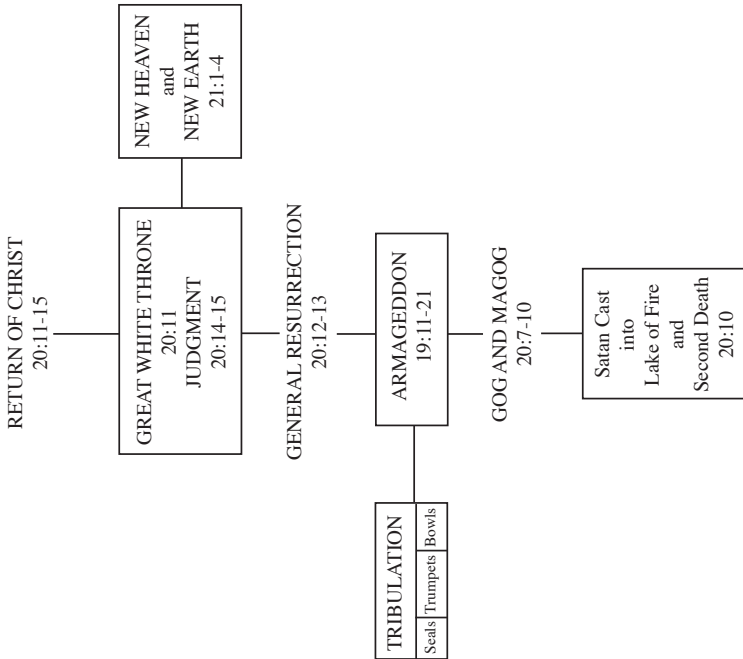 RETURN OF CHRIST
20:11-15
GREAT WHITE THRONE
20:11
JUDGMENT
20:14-15
NEW HEAVEN
and
NEW EARTH
21:1-4
GENERAL RESURRECTION
20:12-13
TRIBULATION
Seals Trumpets Bowls
ARMAGEDDON
19:11-21
GOG AND MAGOG
20:7-10
Satan Cast
into
Lake of Fire
and
Second Death
20:10